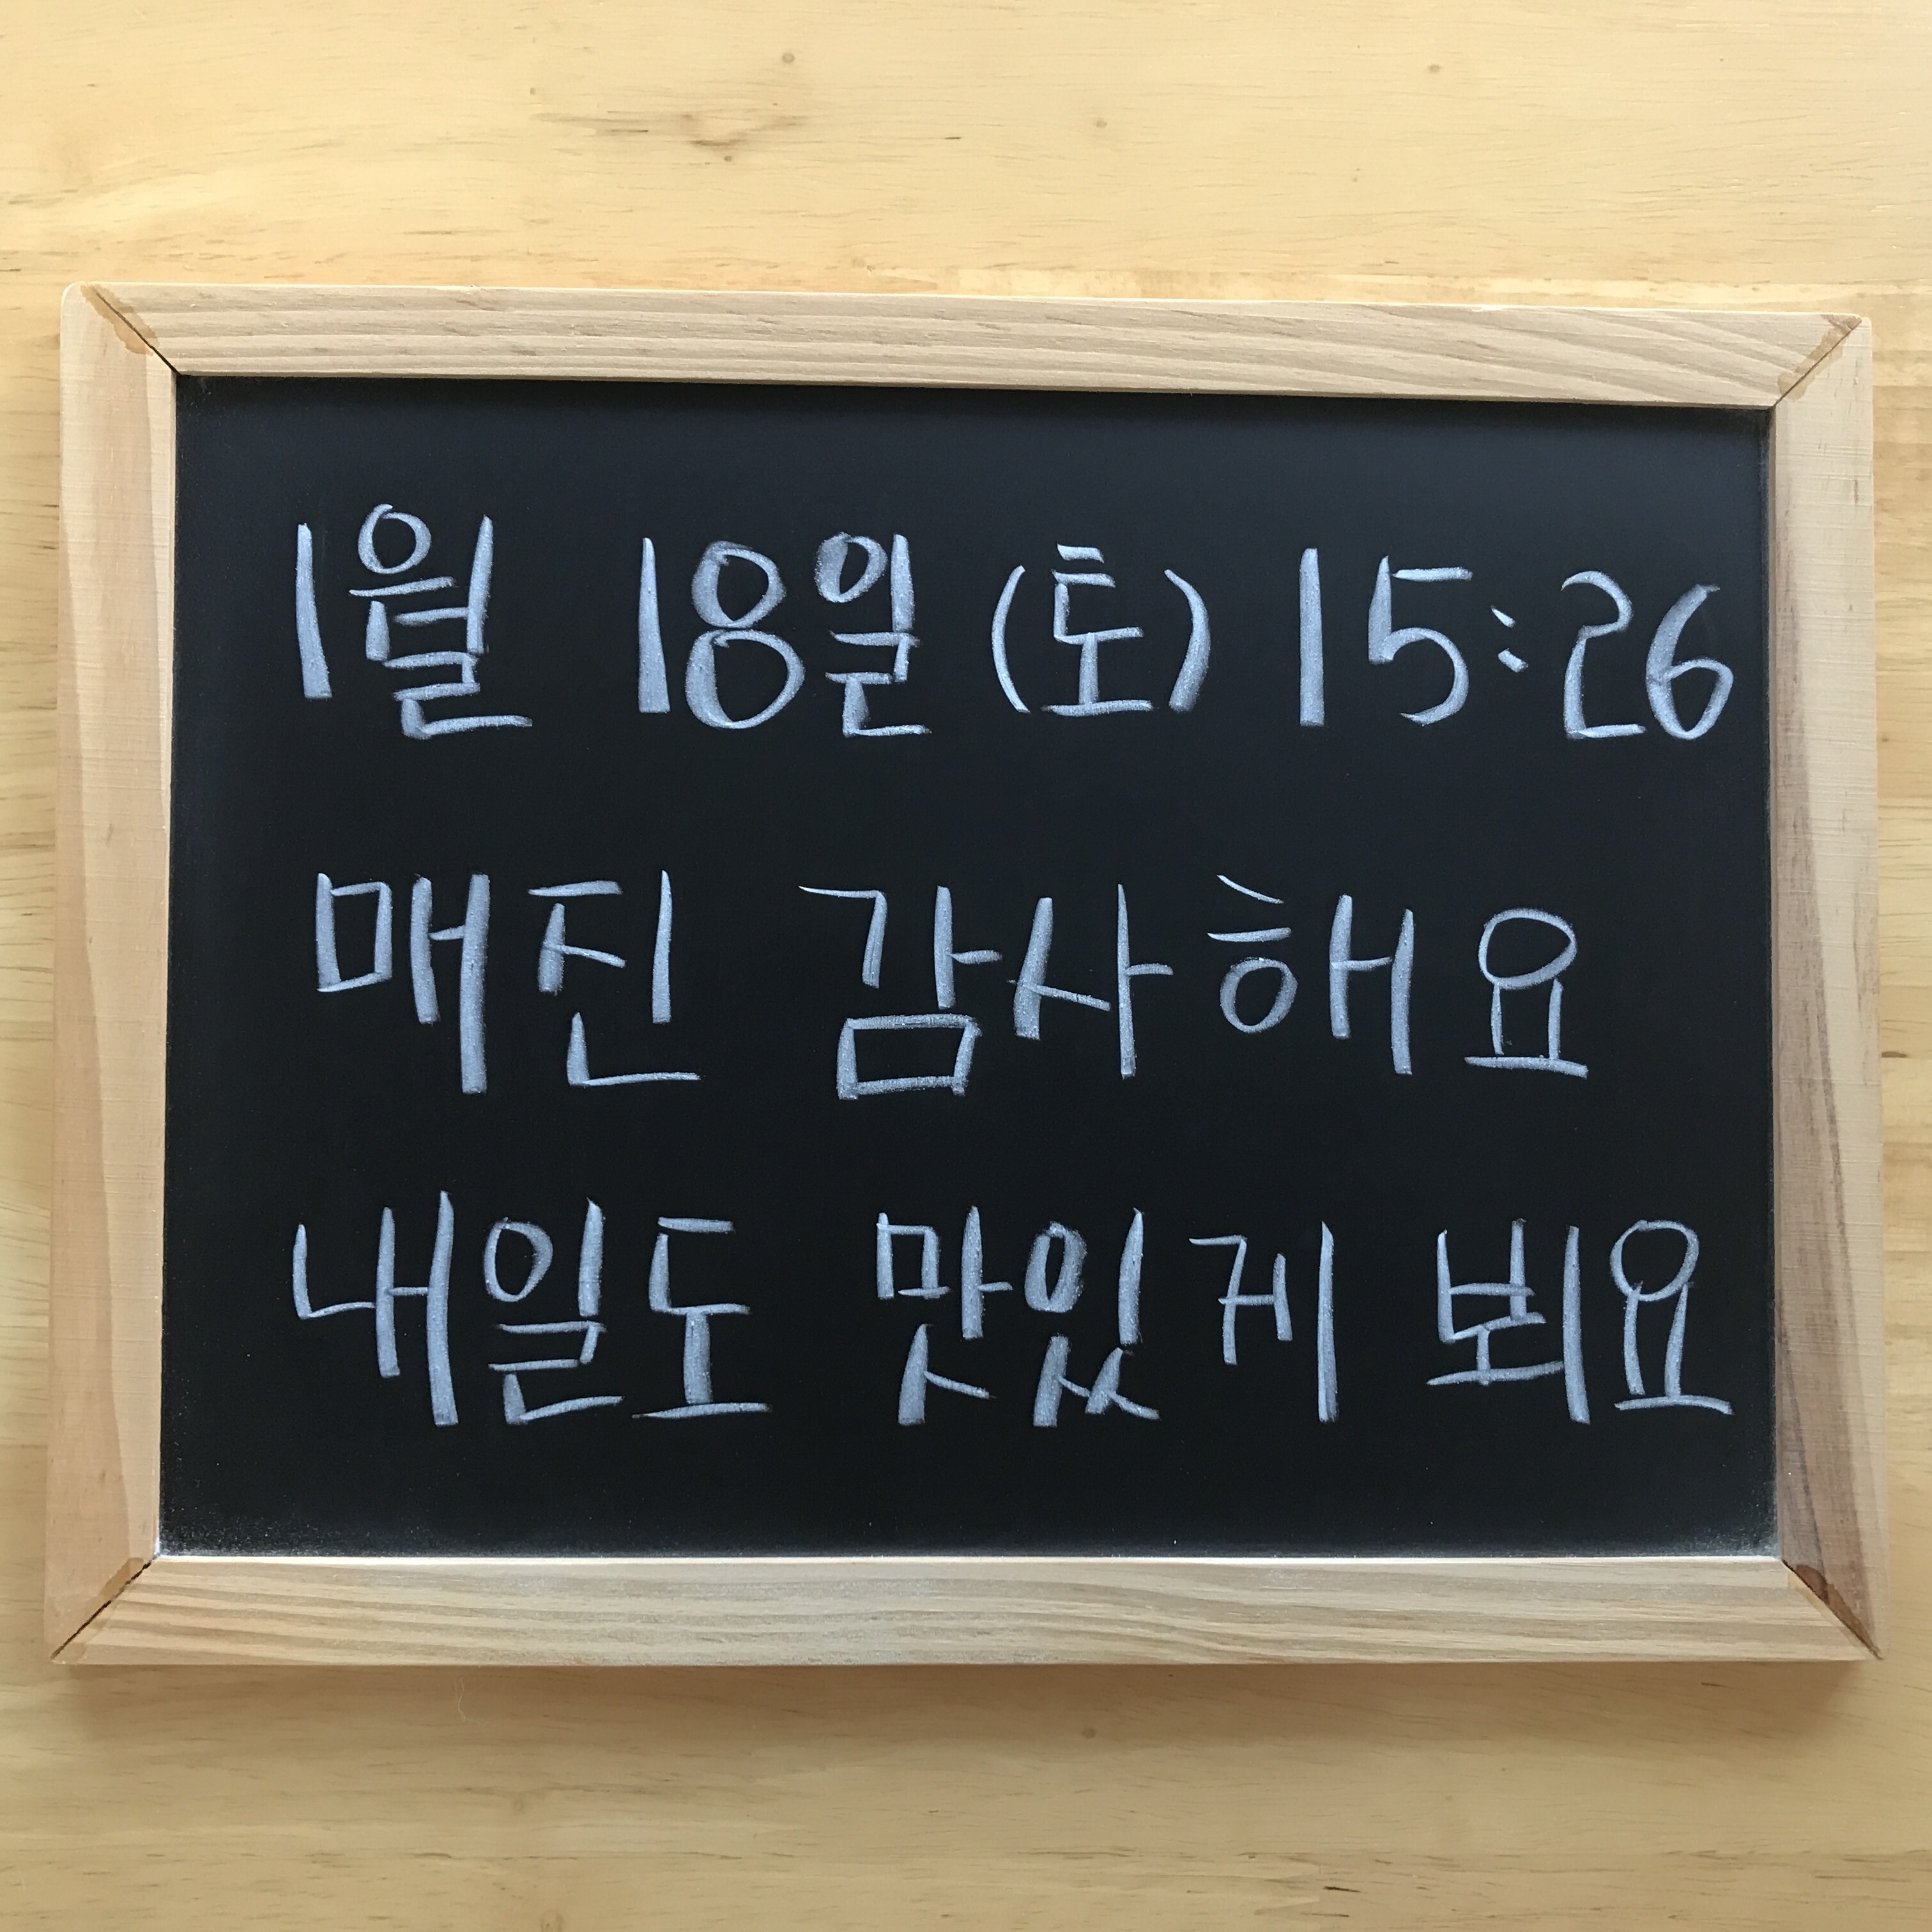 1월 18일 (토) 15:26
매진 감사해요
내일도 맛있게 뵈요